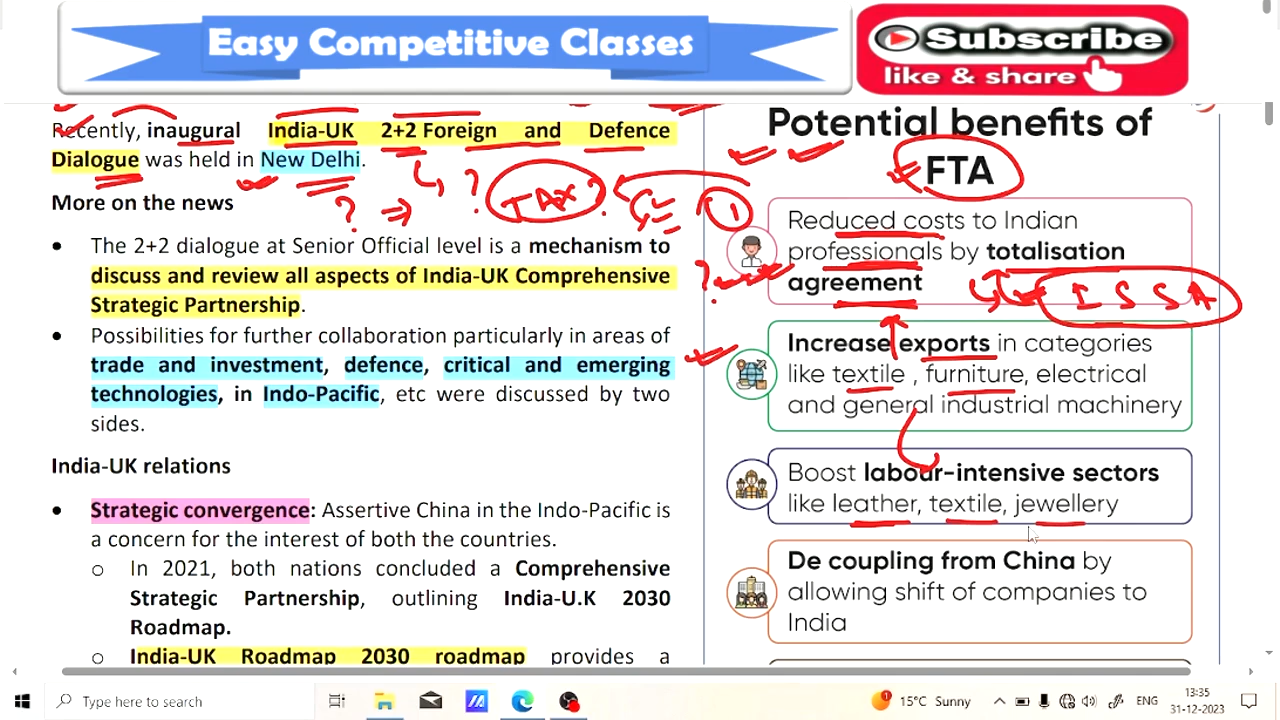 Easy Competitive Classes
Subscribe
like & share
Recently, inaugural India-UK 2+2 Foreign and Defence
Dialogue was held in New Delhi.
More on the news
• The 2+2 dialogue at Senior Official level is a mechanism to
discuss and review all aspects of India-UK Comprehensive
Strategic Partnership.
• Possibilities for further collaboration particularly in areas of
trade and investment, defence, critical and emerging
technologies, in Indo-Pacific, etc were discussed by two
sides.
India-UK relations
• Strategic convergence: Assertive China in the Indo-Pacific is
a concern for the interest of both the countries.
o In 2021, both nations concluded a Comprehensive
Strategic Partnership, outlining India-U.K 2030
Roadmap.
o India-UK Roadmap 2030 roadmap provides a
? ? TAX? 1
Potential benefits of
FTA
Reduced costs to Indian
professionals by totalisation
agreement
? ISSA
Increase exports in categories
like textile , furniture, electrical
and general industrial machinery
Boost labour-intensive sectors
like leather, textile, jewellery
De coupling from China by
allowing shift of companies to
India
Type here to search
1
15°C Sunny
ENG
13:35
31-12-2023